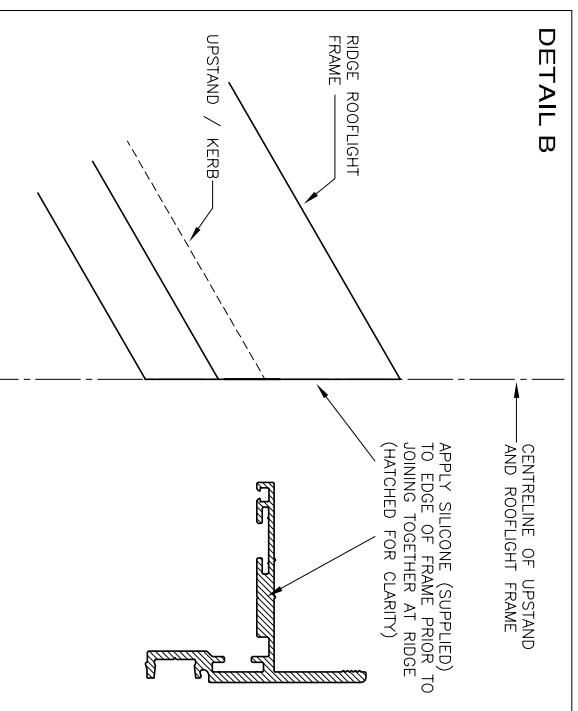 DETAIL B
RIDGE ROOFLIGHT
FRAME
UPSTAND / KERB
CENTRELINE OF UPSTAND
AND ROOFLIGHT FRAME
APPLY SILICONE (SUPPLIED)
TO EDGE OF FRAME PRIOR TO
JOINING TOGETHER AT RIDGE
(HATCHED FOR CLARITY)